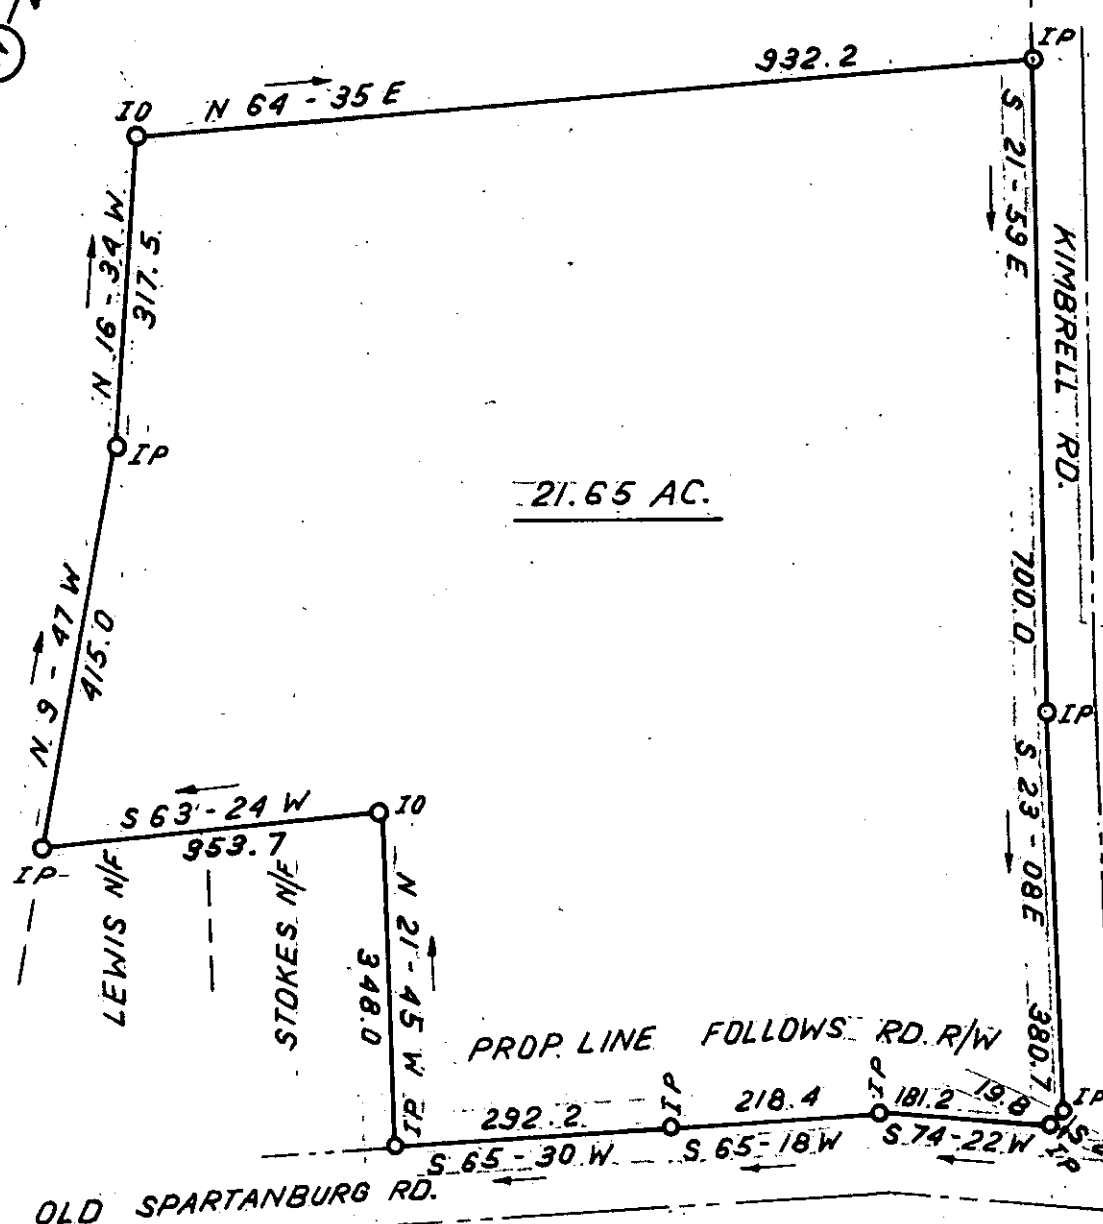 932.2
IP
N 64-35 E
IO
S 21-59 E
N 16-34 W.
317.5
KIMBRELL RD.
IP
21.65 AC.
700.0
N. 9-47 W
415.0
IP
S 23-08E
S 63-24 W
IO
353.7
IP
LEWIS N/F
STOKES N/F
N 21-45 W
348.0
380.7
PROP. LINE FOLLOWS RD. R/W
IP
IP
IP
IP
292.2
218.4
181.2
19.8
S 65-30 W
S 65-18 W
S 74-22 W
IP
OLD SPARTANBURG RD.